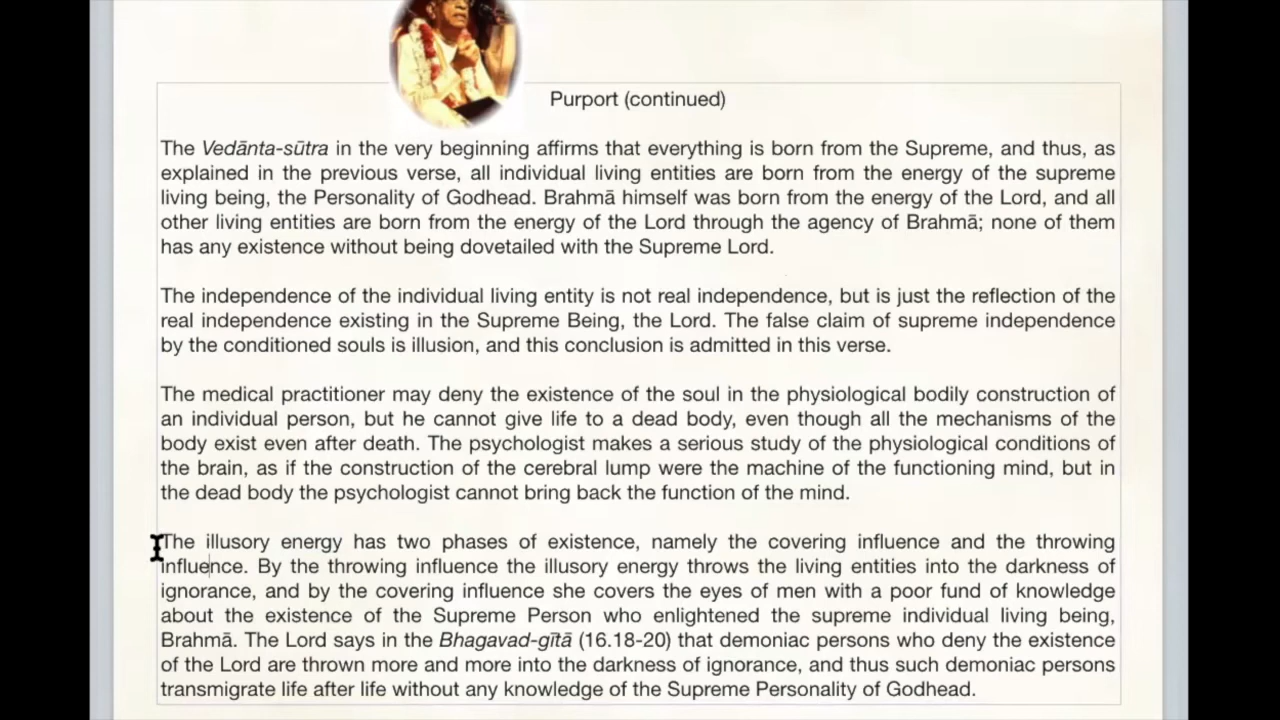 Purport (continued)
The Vedānta-sūtra in the very beginning affirms that everything is born from the Supreme, and thus, as
explained in the previous verse, all individual living entities are born from the energy of the supreme
living being, the Personality of Godhead. Brahmā himself was born from the energy of the Lord, and all
other living entities are born from the energy of the Lord through the agency of Brahmā; none of them
has any existence without being dovetailed with the Supreme Lord.
The independence of the individual living entity is not real independence, but is just the reflection of the
real independence existing in the Supreme Being, the Lord. The false claim of supreme independence
by the conditioned souls is illusion, and this conclusion is admitted in this verse.
The medical practitioner may deny the existence of the soul in the physiological bodily construction of
an individual person, but he cannot give life to a dead body, even though all the mechanisms of the
body exist even after death. The psychologist makes a serious study of the physiological conditions of
the brain, as if the construction of the cerebral lump were the machine of the functioning mind, but in
the dead body the psychologist cannot bring back the function of the mind.
The illusory energy has two phases of existence, namely the covering influence and the throwing
influence. By the throwing influence the illusory energy throws the living entities into the darkness of
ignorance, and by the covering influence she covers the eyes of men with a poor fund of knowledge
about the existence of the Supreme Person who enlightened the supreme individual living being,
Brahmā. The Lord says in the Bhagavad-gītā (16.18-20) that demoniac persons who deny the existence
of the Lord are thrown more and more into the darkness of ignorance, and thus such demoniac persons
transmigrate life after life without any knowledge of the Supreme Personality of Godhead.